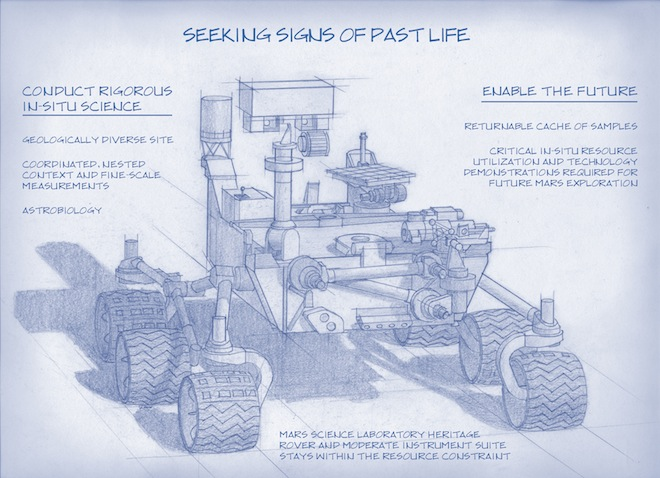 SEEKING SIGNS OF PAST LIFE
CONDUCT RIGOROUS
IN-SITU SCIENCE
GEOLOGICALLY DIVERSE SITE
COORDINATED, NESTED
CONTEXT AND FINE-SCALE
MEASUREMENTS
ASTROBIOLOGY
ENABLE THE FUTURE
RETURNABLE CACHE OF SAMPLES
CRITICAL IN-SITU RESOURCE
UTILIZATION AND TECHNOLOGY
DEMONSTRATIONS REQUIRED FOR
FUTURE MARS EXPLORATION
MARS SCIENCE LABORATORY HERITAGE
ROVER AND MODERATE INSTRUMENT SUITE
STAYS WITHIN THE RESOURCE CONSTRAINT